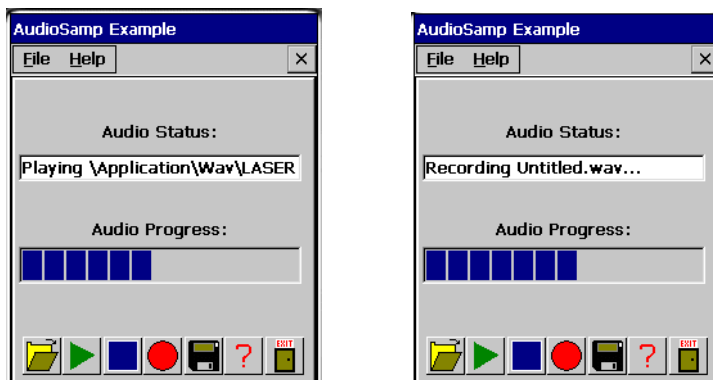 AudioSamp Example
File Help
Audio Status:
Playing \Application\Wav\LASER
Audio Progress:
EXIT
AudioSamp Example
File Help
Audio Status:
Recording Untitled.wav...
Audio Progress:
EXIT